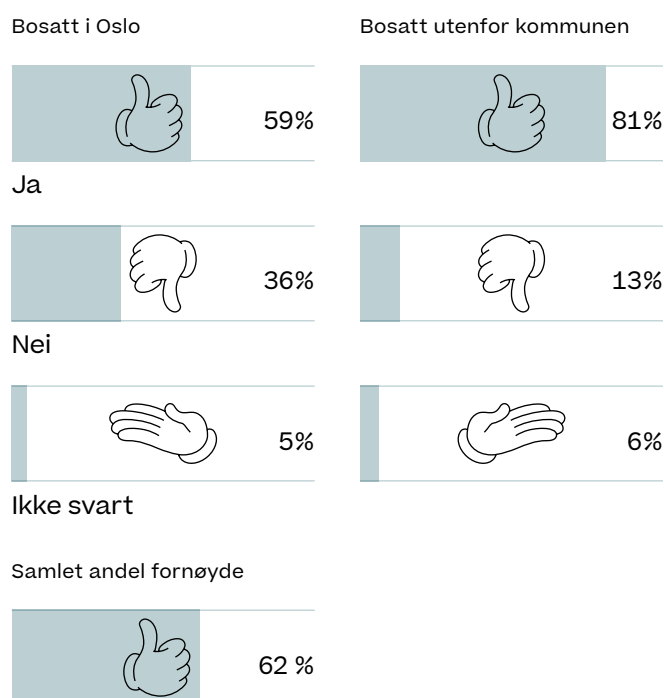 Bosatt i Oslo
Bosatt utenfor kommunen
59%
81%
Ja
36%
13%
Nei
5%
6%
Ikke svart
Samlet andel fornøyde
62 %